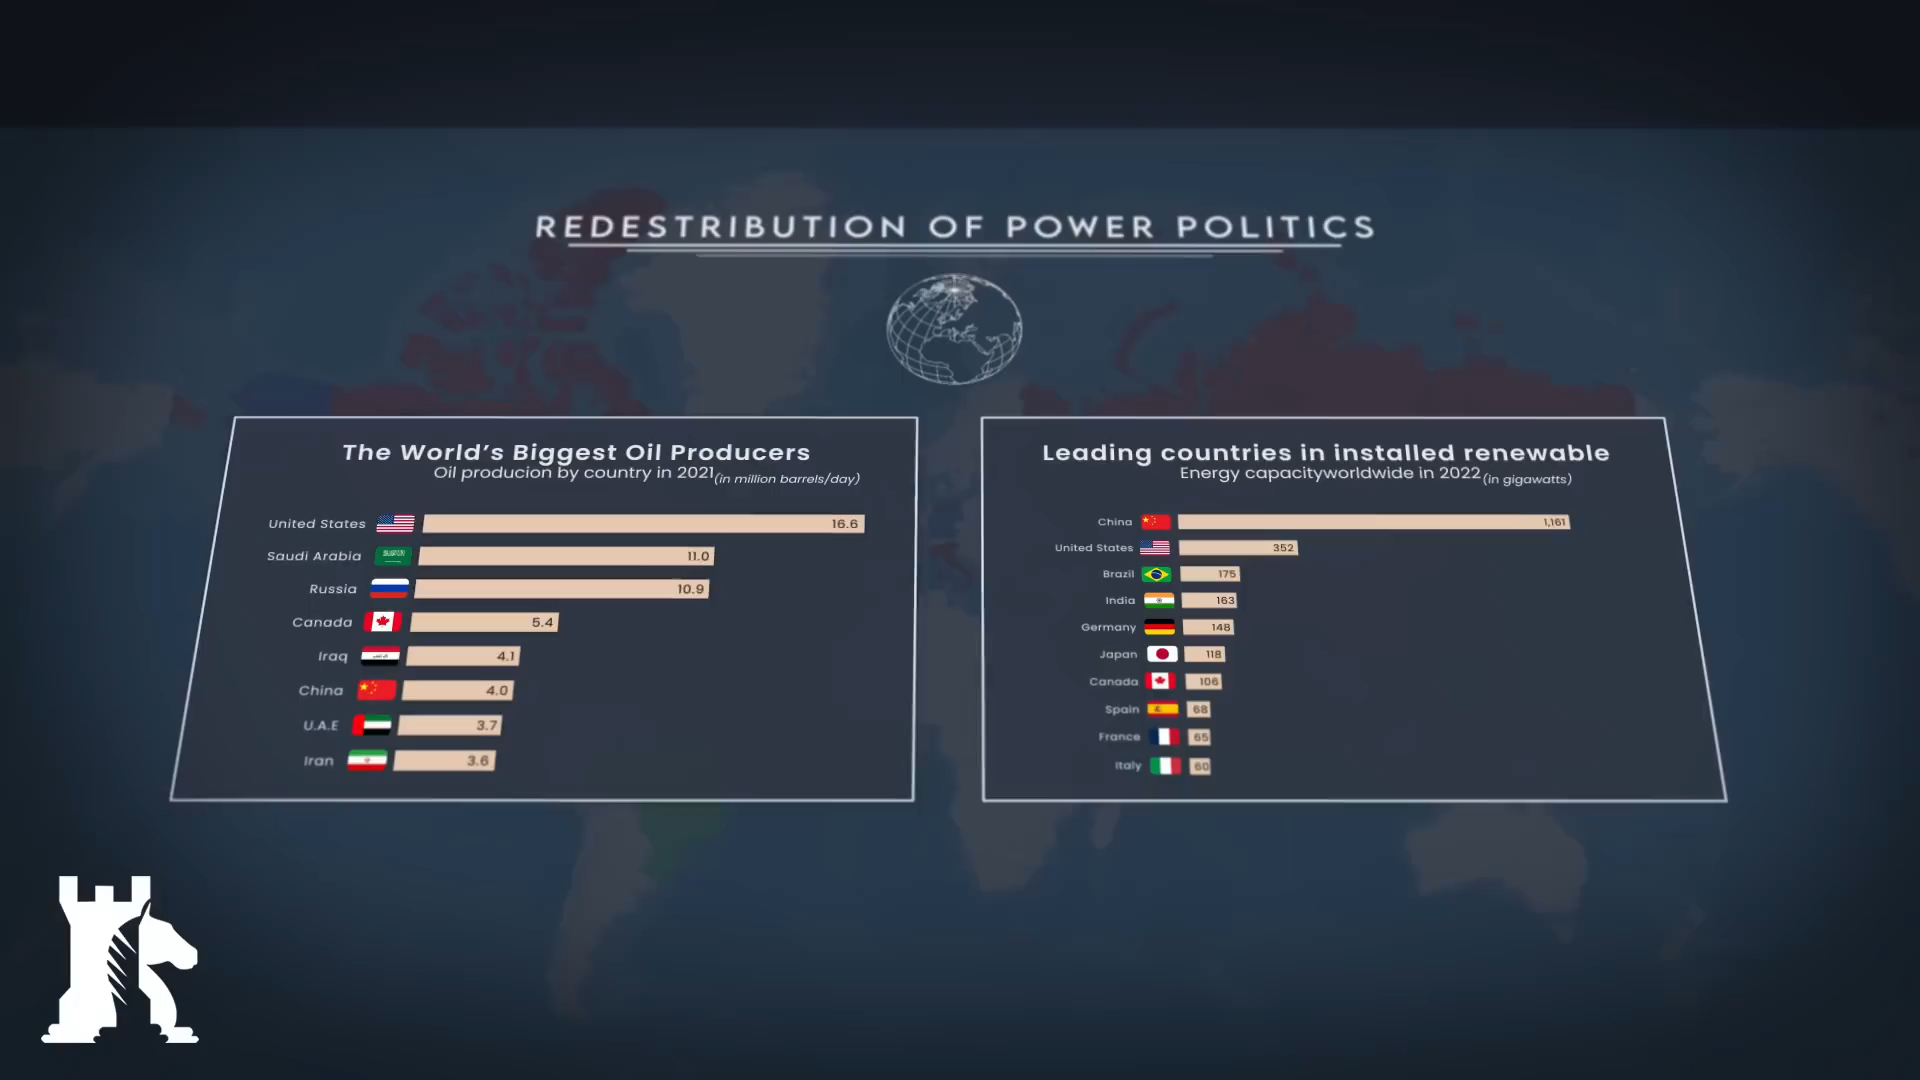 REDESTRIBUTION OF POWER POLITICS
The World's Biggest Oil Producers
Oil producion by country in 2021 (in million barrels/day)
United States 16.6
Saudi Arabia 11.0
Russia 10.9
Canada 5.4
Iraq 4.1
China 4.0
U.A.E 3.7
Iran 3.6
Leading countries in installed renewable
Energy capacityworldwide in 2022 (in gigawatts)
China 1,161
United States 352
Brazil 175
India 163
Germany 148
Japan 118
Canada 106
Spain 68
France 65
Italy 60